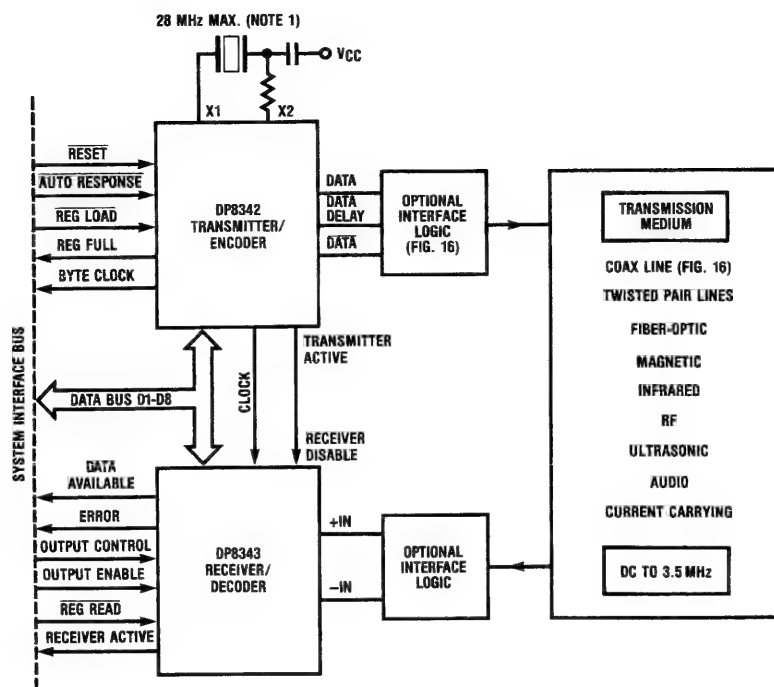 28 MHz MAX. (NOTE 1)
VCC
X1
X2
SYSTEM INTERFACE BUS
RESET
AUTO RESPONSE
REG LOAD
REG FULL
BYTE CLOCK
DP8342
TRANSMITTER/
ENCODER
DATA
DATA
DELAY
DATA
OPTIONAL
INTERFACE
LOGIC
(FIG. 16)
TRANSMISSION
MEDIUM
COAX LINE (FIG. 16)
TWISTED PAIR LINES
FIBER-OPTIC
MAGNETIC
INFRARED
RF
ULTRASONIC
AUDIO
CURRENT CARRYING
DC TO 3.5 MHz
DATA BUS D1-D8
CLOCK
TRANSMITTER
ACTIVE
RECEIVER
DISABLE
DATA
AVAILABLE
ERROR
OUTPUT CONTROL
OUTPUT ENABLE
REG READ
RECEIVER ACTIVE
DP8343
RECEIVER/
DECODER
+IN
−IN
OPTIONAL
INTERFACE
LOGIC